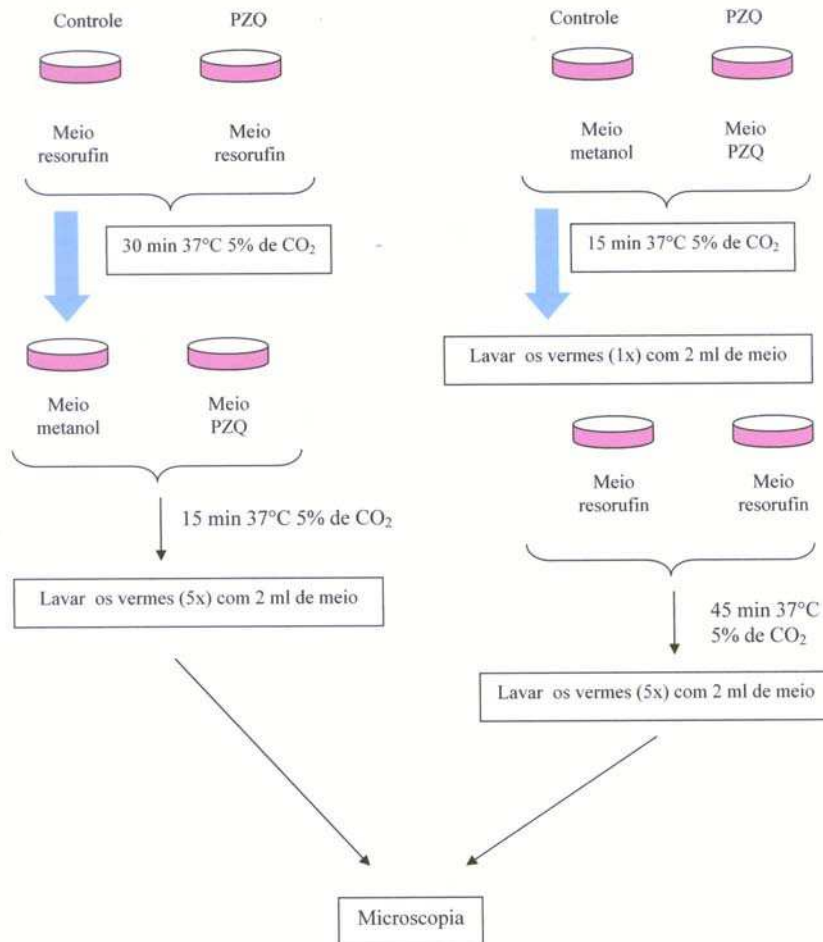 Controle
PZQ
Meio
resorufin
Meio
resorufin
30 min 37°C 5% de CO₂
Meio
metanol
Meio
PZQ
15 min 37°C 5% de CO₂
Lavar os vermes (5x) com 2 ml de meio
Controle
PZQ
Meio
metanol
Meio
PZQ
15 min 37°C 5% de CO₂
Lavar os vermes (1x) com 2 ml de meio
Meio
resorufin
Meio
resorufin
45 min 37°C
5% de CO₂
Lavar os vermes (5x) com 2 ml de meio
Microscopia